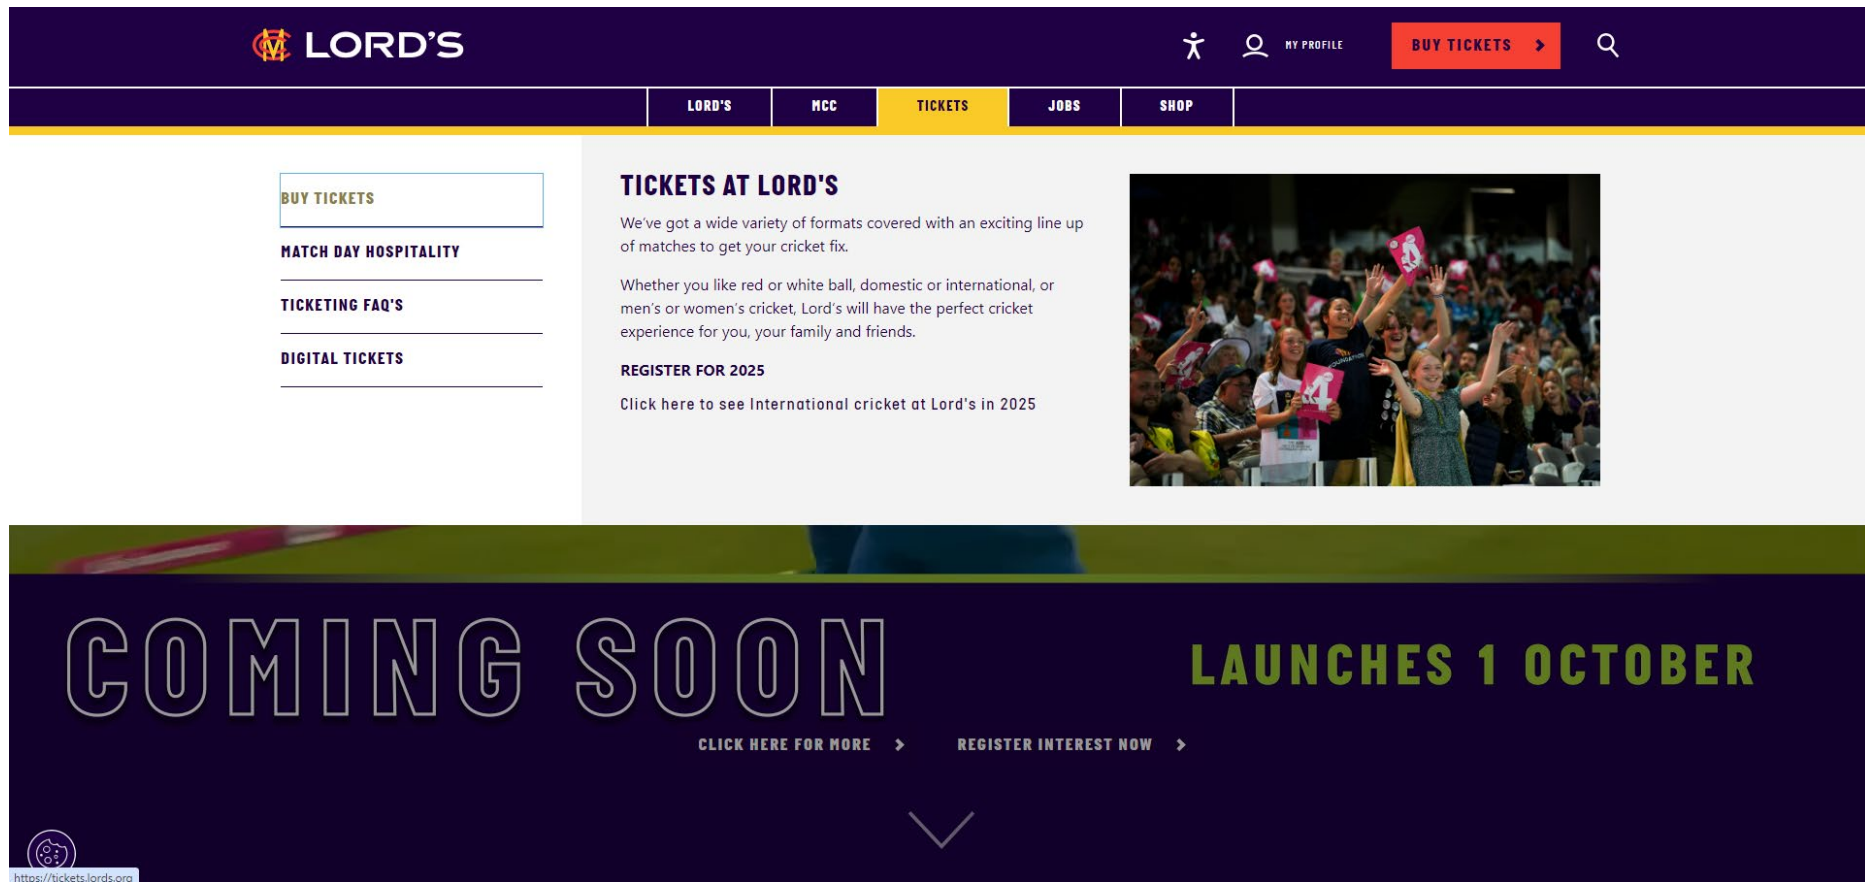 LORD'S
MY PROFILE
BUY TICKETS
LORD'S
MCC
TICKETS
JOBS
SHOP
BUY TICKETS
MATCH DAY HOSPITALITY
TICKETING FAQ'S
DIGITAL TICKETS
TICKETS AT LORD'S
We've got a wide variety of formats covered with an exciting line up
of matches to get your cricket fix.
Whether you like red or white ball, domestic or international, or
men's or women's cricket, Lord's will have the perfect cricket
experience for you, your family and friends.
REGISTER FOR 2025
Click here to see International cricket at Lord's in 2025
4
COMING SOON
LAUNCHES 1 OCTOBER
CLICK HERE FOR MORE
REGISTER INTEREST NOW
https://tickets.lords.org